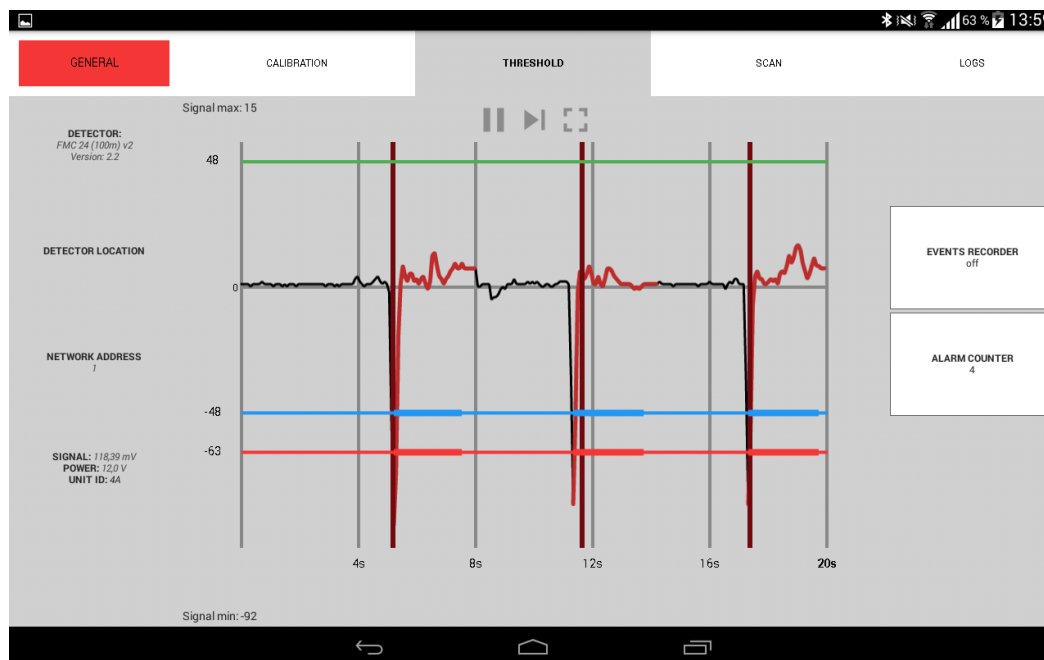 63 % 13:59
GENERAL CALIBRATION THRESHOLD SCAN LOGS
Signal max: 15
DETECTOR:
FMC 24 (100m) v2
Version: 2.2
48
DETECTOR LOCATION
EVENTS RECORDER
off
0
NETWORK ADDRESS
1
ALARM COUNTER
4
-48
-63
SIGNAL: 118,39 mV
POWER: 12,0 V
UNIT ID: 4A
4s 8s 12s 16s 20s
Signal min: -92